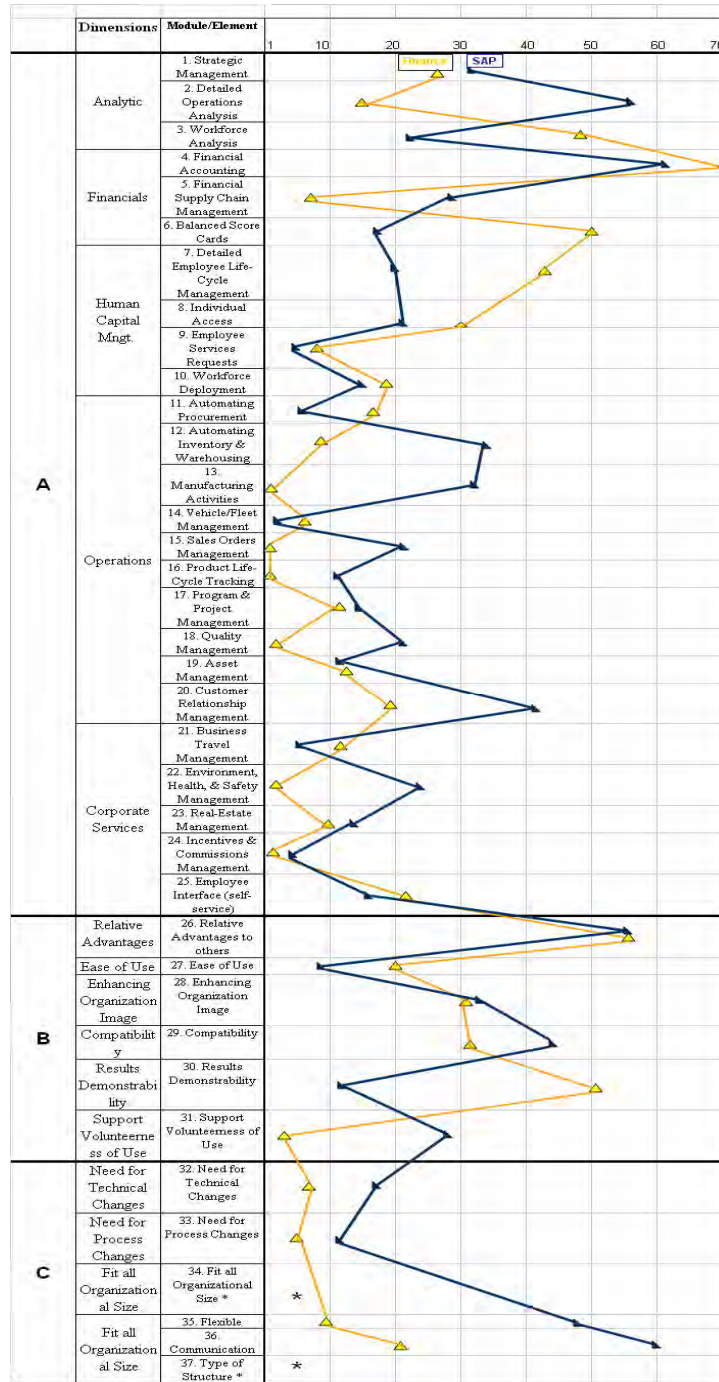 Dimensions Module/Element
1 10 20 30 40 50 60 70
Finance SAP
A
Analytic
1. Strategic
Management
2. Detailed
Operations
Analysis
3. Workforce
Analysis
Financials
4. Financial
Accounting
5. Financial
Supply Chain
Management
6. Balanced Score
Cards
Human
Capital
Mngt.
7. Detailed
Employee Life-
Cycle
Management
8. Individual
Access
9. Employee
Services
Requests
10. Workforce
Deployment
Operations
11. Automating
Procurement
12. Automating
Inventory &
Warehousing
13.
Manufacturing
Activities
14. Vehicle/Fleet
Management
15. Sales Orders
Management
16. Product Life-
Cycle Tracking
17. Program &
Project
Management
18. Quality
Management
19. Asset
Management
20. Customer
Relationship
Management
Corporate
Services
21. Business
Travel
Management
22. Environment,
Health, & Safety
Management
23. Real-Estate
Management
24. Incentives &
Commissions
Management
25. Employee
Interface (self-
service)
B
Relative
Advantages
26. Relative
Advantages to
others
Ease of Use
27. Ease of Use
Enhancing
Organization
Image
28. Enhancing
Organization
Image
Compatibilit
y
29. Compatibility
Results
Demonstrabi
lity
30. Results
Demonstrability
Support
Volunteerne
ss of Use
31. Support
Volunteerness of
Use
C
Need for
Technical
Changes
32. Need for
Technical
Changes
Need for
Process
Changes
33. Need for
Process Changes
Fit all
Organization
al Size
34. Fit all
Organizational
Size *
*
Fit all
Organization
al Size
35. Flexible
36.
Communication
37. Type of
Structure *
*